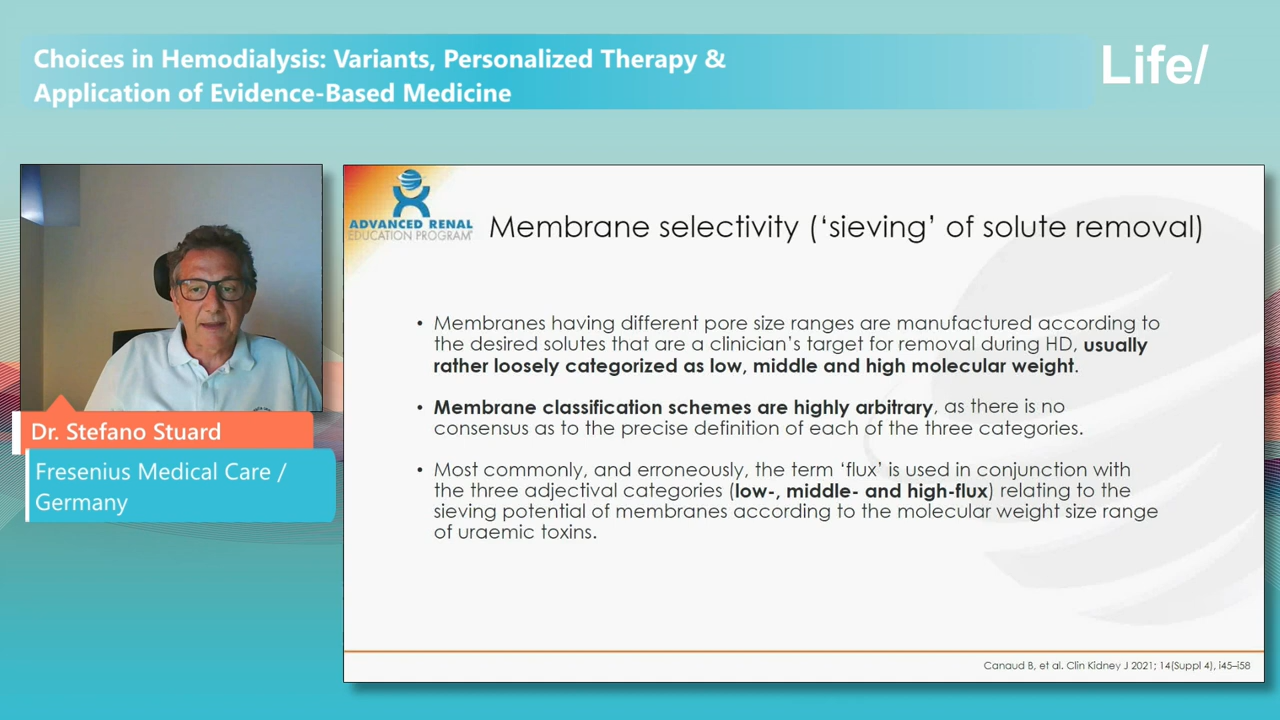 Choices in Hemodialysis: Variants, Personalized Therapy &
Application of Evidence-Based Medicine
Life/
ADVANCED RENAL
EDUCATION PROGRAM
Membrane selectivity (‘sieving’ of solute removal)
• Membranes having different pore size ranges are manufactured according to
the desired solutes that are a clinician’s target for removal during HD, usually
rather loosely categorized as low, middle and high molecular weight.
• Membrane classification schemes are highly arbitrary, as there is no
consensus as to the precise definition of each of the three categories.
• Most commonly, and erroneously, the term ‘flux’ is used in conjunction with
the three adjectival categories (low-, middle- and high-flux) relating to the
sieving potential of membranes according to the molecular weight size range
of uraemic toxins.
Canaud B, et al. Clin Kidney J 2021; 14(Suppl 4), i45–i58
Dr. Stefano Stuard
Fresenius Medical Care /
Germany